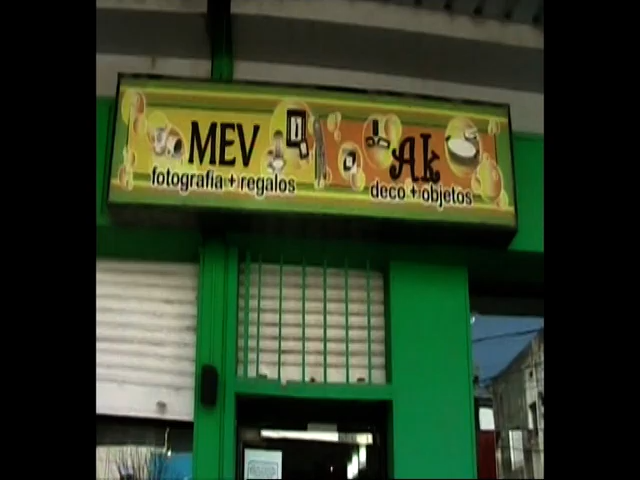 MEV
fotografia + regalos
Ak
deco + objetos